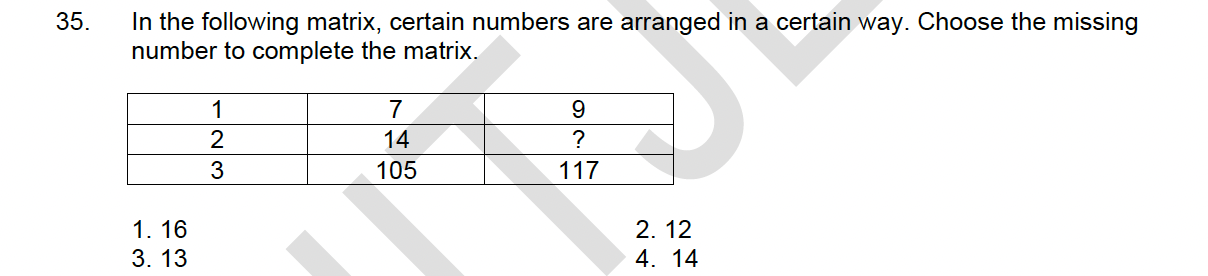 35. In the following matrix, certain numbers are arranged in a certain way. Choose the missing
number to complete the matrix.
1 7 9
2 14 ?
3 105 117
1. 16 2. 12
3. 13 4. 14